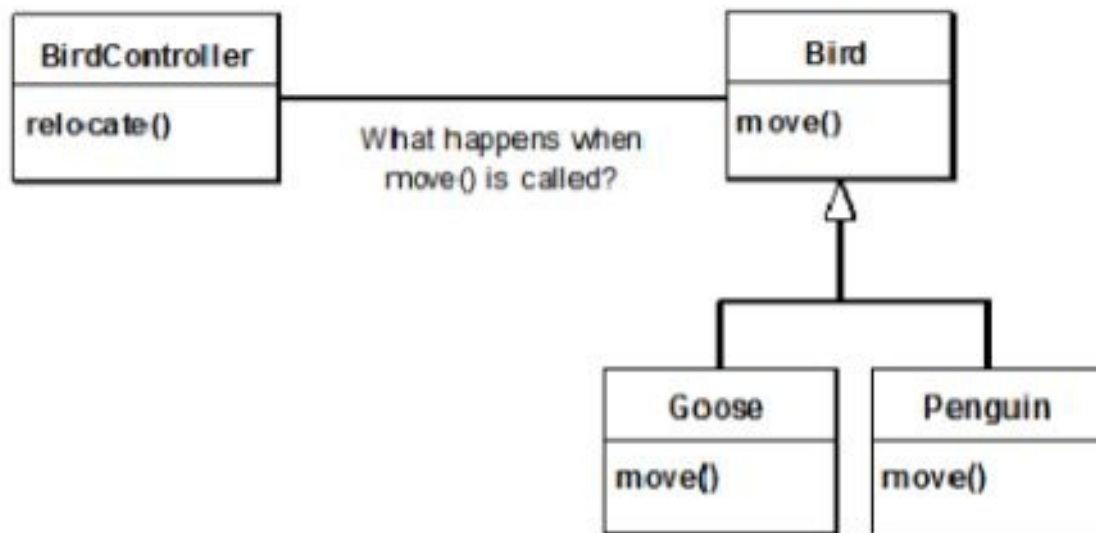 BirdController
relocate()
What happens when
move() is called?
Bird
move()
Goose
move()
Penguin
move()